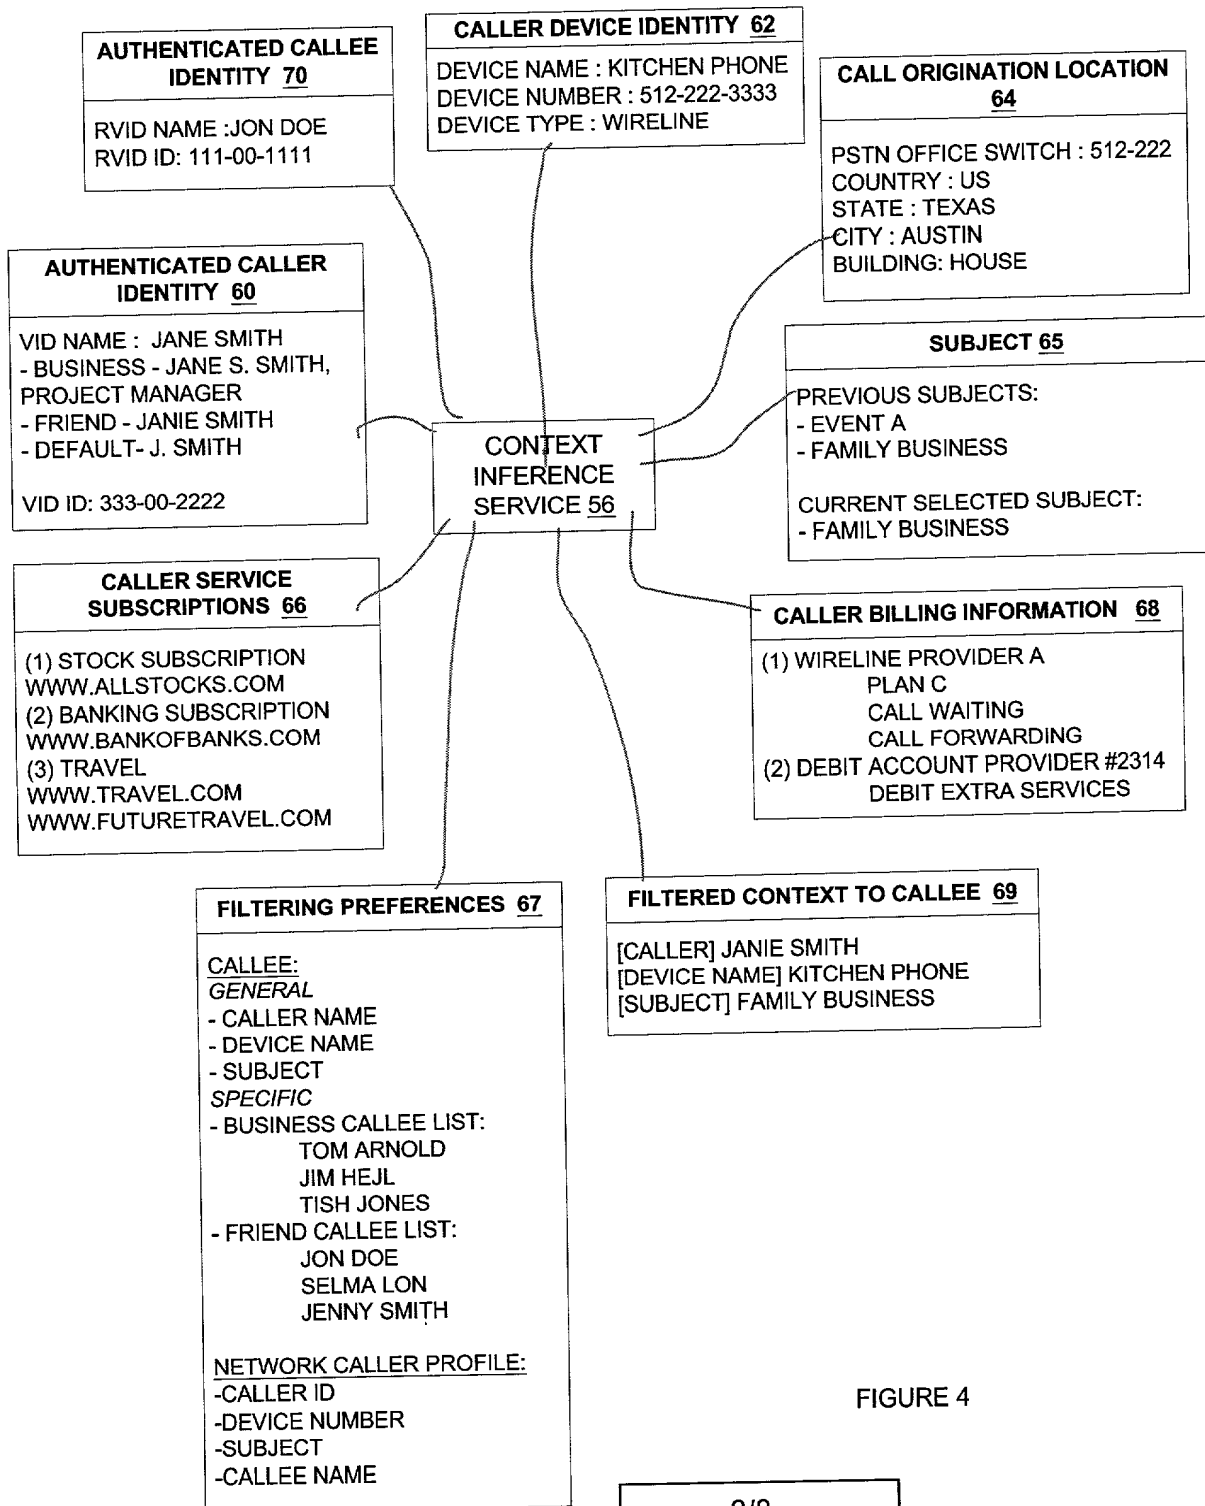 AUTHENTICATED CALLEE
IDENTITY 70
RVID NAME :JON DOE
RVID ID: 111-00-1111
CALLER DEVICE IDENTITY 62
DEVICE NAME : KITCHEN PHONE
DEVICE NUMBER : 512-222-3333
DEVICE TYPE : WIRELINE
CALL ORIGINATION LOCATION
64
PSTN OFFICE SWITCH : 512-222
COUNTRY : US
STATE : TEXAS
CITY : AUSTIN
BUILDING: HOUSE
AUTHENTICATED CALLER
IDENTITY 60
VID NAME : JANE SMITH
- BUSINESS - JANE S. SMITH,
PROJECT MANAGER
- FRIEND - JANIE SMITH
- DEFAULT- J. SMITH
VID ID: 333-00-2222
CONTEXT
INFERENCE
SERVICE 56
SUBJECT 65
PREVIOUS SUBJECTS:
- EVENT A
- FAMILY BUSINESS
CURRENT SELECTED SUBJECT:
- FAMILY BUSINESS
CALLER SERVICE
SUBSCRIPTIONS 66
(1) STOCK SUBSCRIPTION
WWW.ALLSTOCKS.COM
(2) BANKING SUBSCRIPTION
WWW.BANKOFBANKS.COM
(3) TRAVEL
WWW.TRAVEL.COM
WWW.FUTURETRAVEL.COM
CALLER BILLING INFORMATION 68
(1) WIRELINE PROVIDER A
PLAN C
CALL WAITING
CALL FORWARDING
(2) DEBIT ACCOUNT PROVIDER #2314
DEBIT EXTRA SERVICES
FILTERING PREFERENCES 67
CALLEE:
GENERAL
- CALLER NAME
- DEVICE NAME
- SUBJECT
SPECIFIC
- BUSINESS CALLEE LIST:
TOM ARNOLD
JIM HEJL
TISH JONES
- FRIEND CALLEE LIST:
JON DOE
SELMA LON
JENNY SMITH
NETWORK CALLER PROFILE:
-CALLER ID
-DEVICE NUMBER
-SUBJECT
-CALLEE NAME
FILTERED CONTEXT TO CALLEE 69
[CALLER] JANIE SMITH
[DEVICE NAME] KITCHEN PHONE
[SUBJECT] FAMILY BUSINESS
FIGURE 4